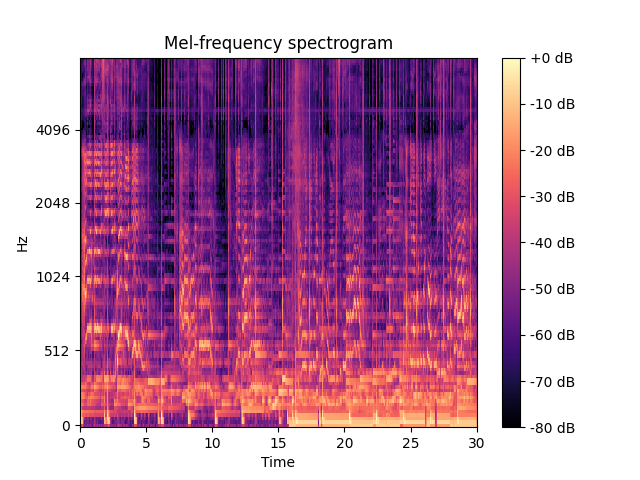 Mel-frequency spectrogram
Hz
4096
2048
1024
512
0
0 5 10 15 20 25 30
Time
+0 dB
-10 dB
-20 dB
-30 dB
-40 dB
-50 dB
-60 dB
-70 dB
-80 dB